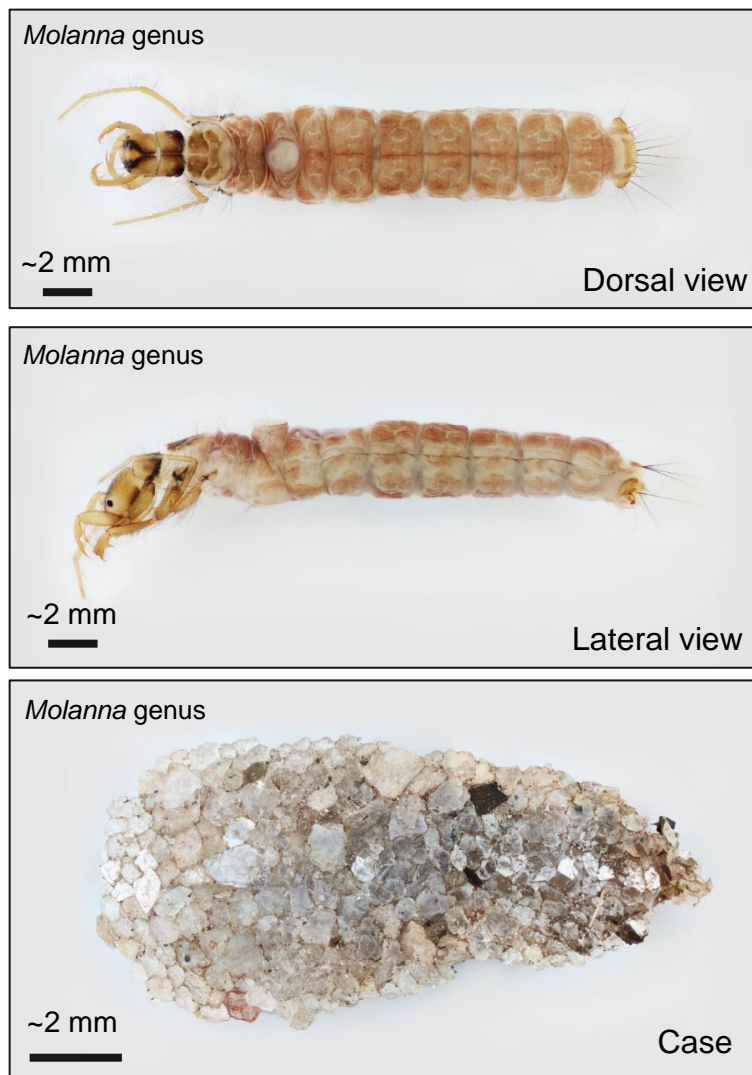 Molanna genus
~2 mm
Dorsal view
Molanna genus
~2 mm
Lateral view
Molanna genus
~2 mm
Case